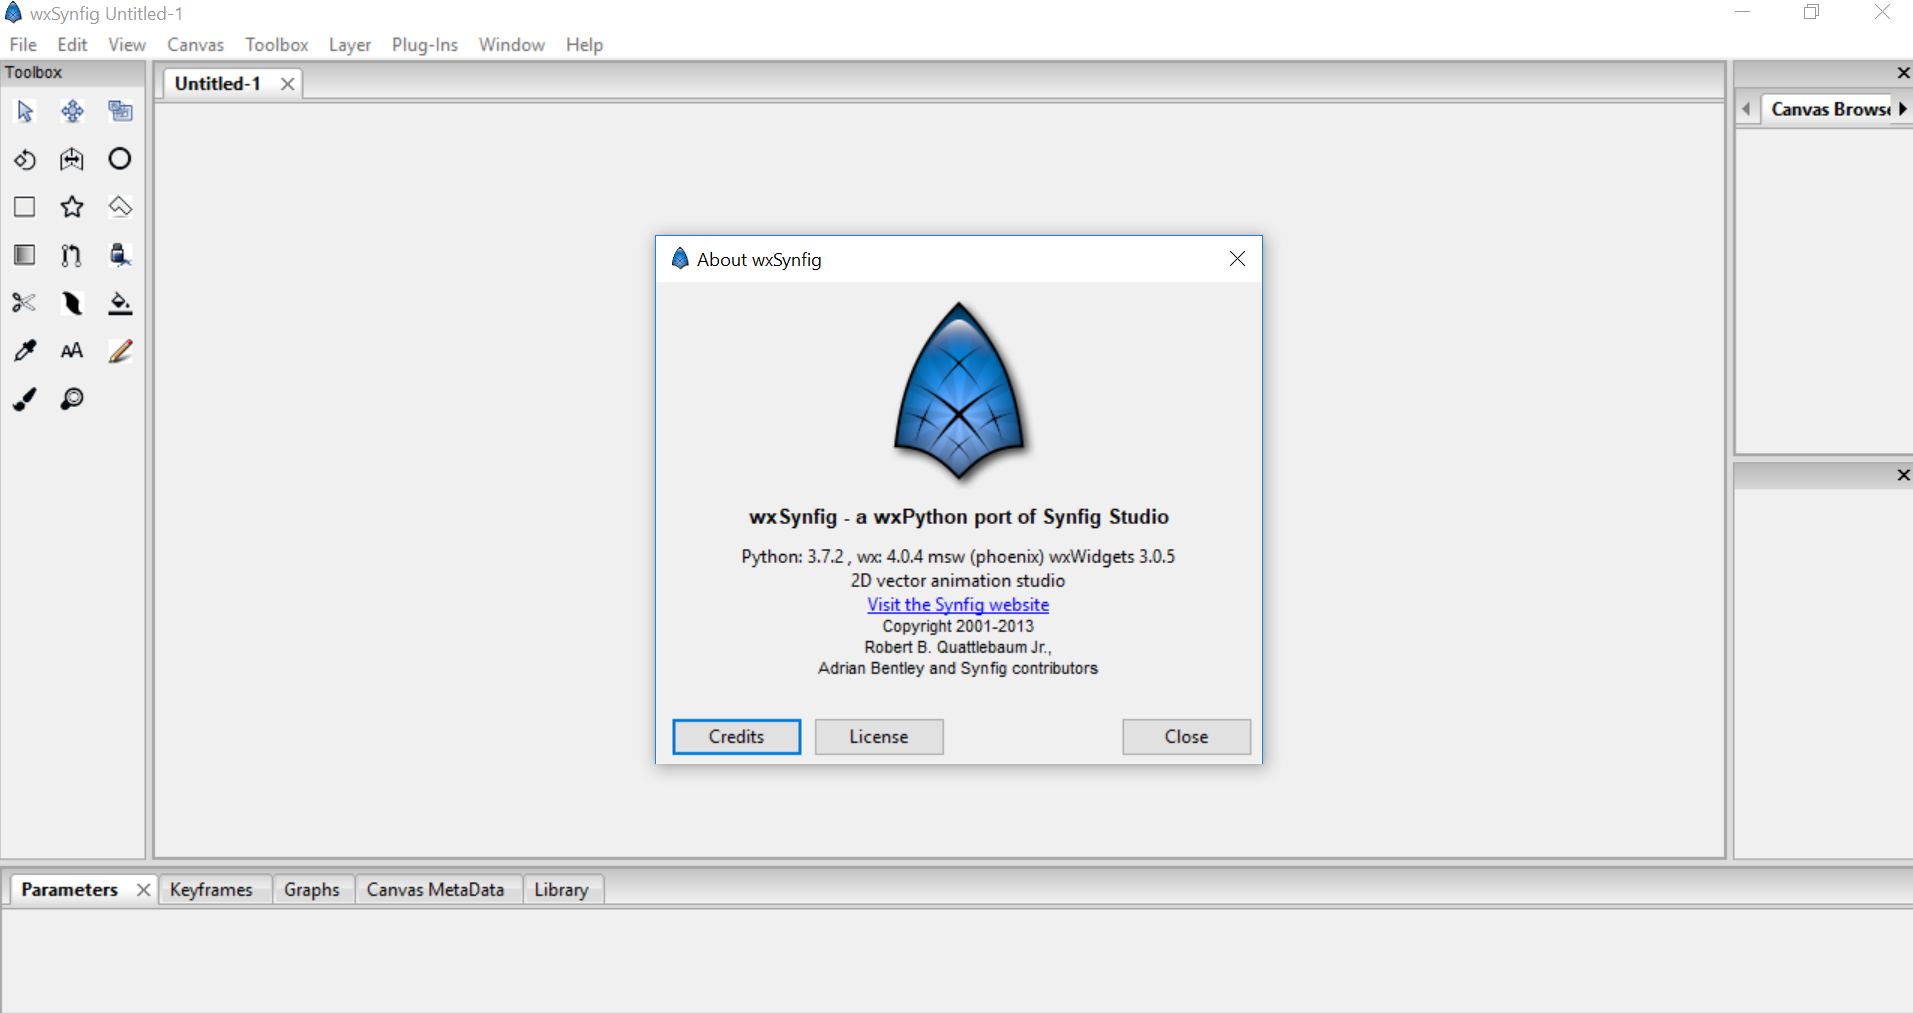 wxSynfig Untitled-1
File Edit View Canvas Toolbox Layer Plug-Ins Window Help
Toolbox
Untitled-1
Canvas Browse
AA
About wxSynfig
wxSynfig - a wxPython port of Synfig Studio
Python: 3.7.2 , wx: 4.0.4 msw (phoenix) wxWidgets 3.0.5
2D vector animation studio
Visit the Synfig website
Copyright 2001-2013
Robert B. Quattlebaum Jr.,
Adrian Bentley and Synfig contributors
Credits License Close
Parameters Keyframes Graphs Canvas MetaData Library